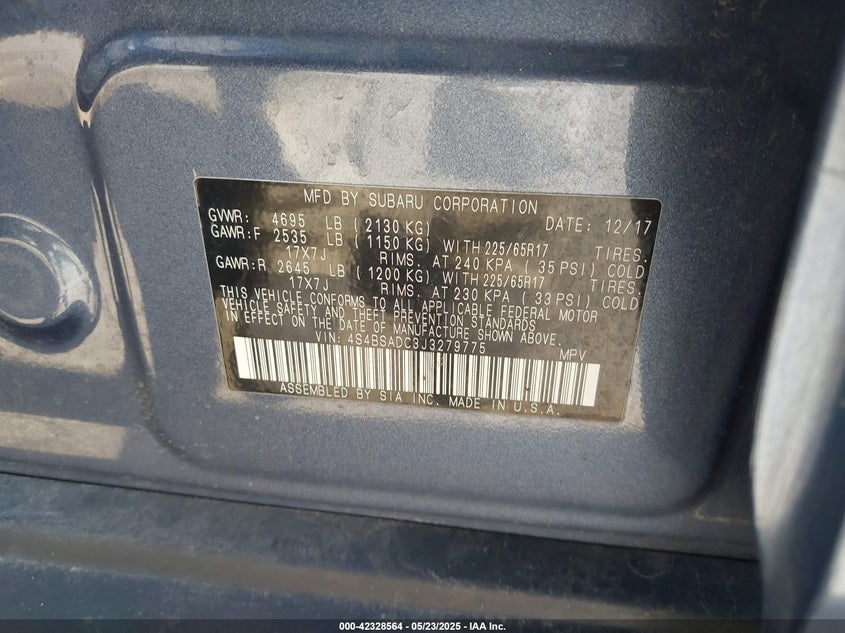 MFD BY SUBARU CORPORATION
GVWR: 4695 LB (2130 KG) DATE: 12/17
GAWR:F 2535 LB (1150 KG) WITH 225/65R17 TIRES.
17X7J RIMS. AT 240 KPA (35 PSI) COLD
GAWR:R 2645 LB (1200 KG) WITH 225/65R17 TIRES.
17X7J RIMS. AT 230 KPA (33 PSI) COLD
THIS VEHICLE CONFORMS TO ALL APPLICABLE FEDERAL MOTOR
VEHICLE SAFETY AND THEFT PREVENTION STANDARDS
IN EFFECT ON THE DATE OF MANUFACTURE SHOWN ABOVE.
VIN: 4S4BSADC3J3279775 MPV
ASSEMBLED BY SIA INC. MADE IN U.S.A.
000-42328564 - 05/23/2025 - IAA Inc.